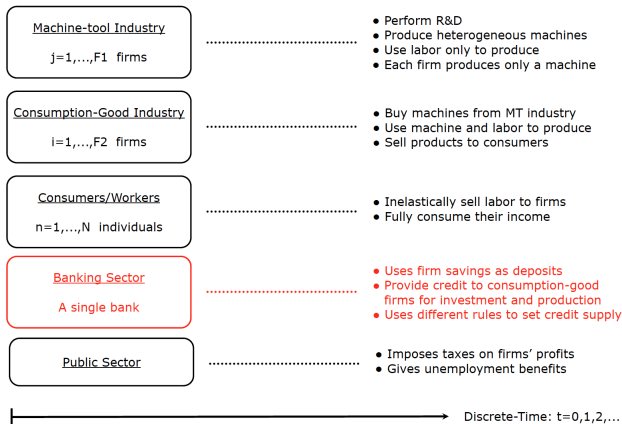 Machine-tool Industry
j=1,...,F1 firms
● Perform R&D
● Produce heterogeneous machines
● Use labor only to produce
● Each firm produces only a machine
Consumption-Good Industry
i=1,...,F2 firms
● Buy machines from MT industry
● Use machine and labor to produce
● Sell products to consumers
Consumers/Workers
n=1,...,N individuals
● Inelastically sell labor to firms
● Fully consume their income
Banking Sector
A single bank
● Uses firm savings as deposits
● Provide credit to consumption-good
firms for investment and production
● Uses different rules to set credit supply
Public Sector
● Imposes taxes on firms’ profits
● Gives unemployment benefits
Discrete-Time: t=0,1,2,...